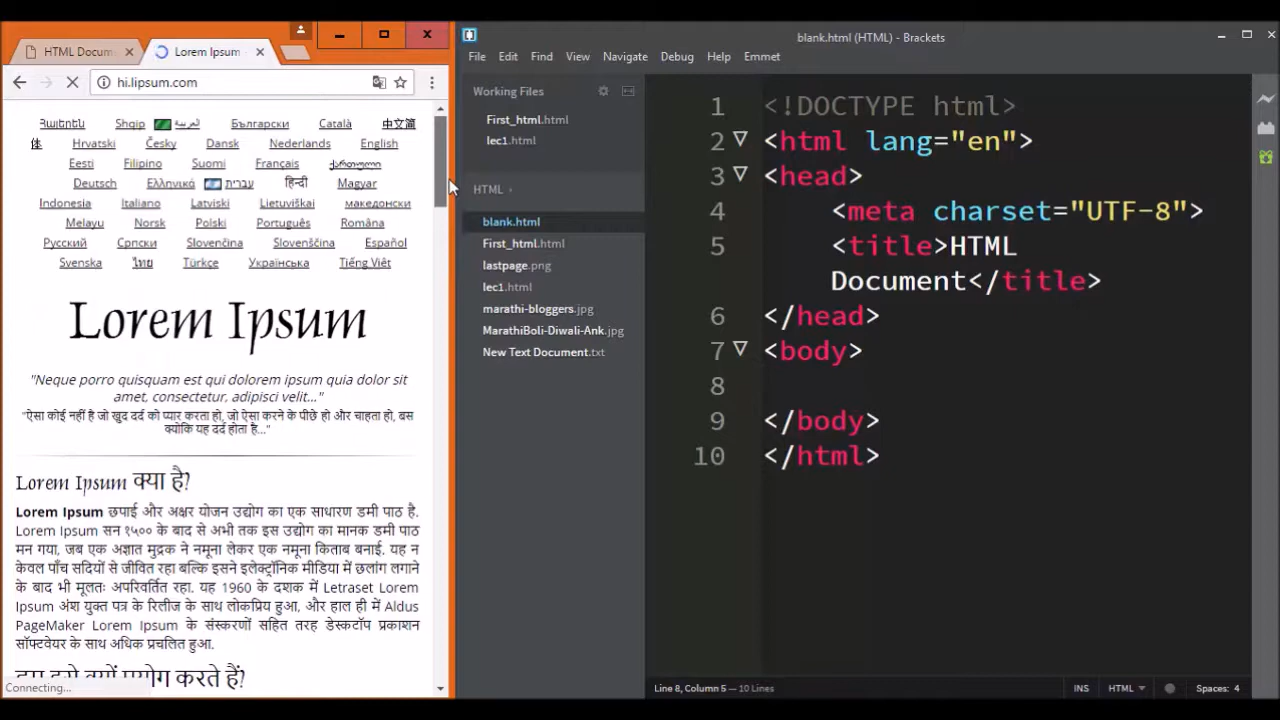 HTML Docum
Lorem Ipsum
hi.lipsum.com
Հայերեն Shqip العربية Български Català 中文简
体 Hrvatski Česky Dansk Nederlands English
Eesti Filipino Suomi Français ქართული
Deutsch Ελληνικά עברית हिन्दी Magyar
Indonesia Italiano Latviski Lietuviškai македонски
Melayu Norsk Polski Português Româna
Pyccкий Српски Slovenčina Slovenščina Español
Svenska ไทย Türkçe Українська Tiếng Việt
Lorem Ipsum
"Neque porro quisquam est qui dolorem ipsum quia dolor sit
amet, consectetur, adipisci velit..."
"ऐसा कोई नहीं है जो खुद दर्द को प्यार करता हो, जो ऐसा करने के पीछे हो और चाहता हो, बस
क्योंकि यह दर्द होता है..."
Lorem Ipsum क्या है?
Lorem Ipsum छपाई और अक्षर योजन उद्योग का एक साधारण डमी पाठ है.
Lorem Ipsum सन १५०० के बाद से अभी तक इस उद्योग का मानक डमी पाठ
मन गया, जब एक अज्ञात मुद्रक ने नमूना लेकर एक नमूना किताब बनाई. यह न
केवल पाँच सदियों से जीवित रहा बल्कि इसने इलेक्ट्रॉनिक मीडिया में छलांग लगाने
के बाद भी मूलतः अपरिवर्तित रहा. यह 1960 के दशक में Letraset Lorem
Ipsum अंश युक्त पत्र के रिलीज के साथ लोकप्रिय हुआ, और हाल ही में Aldus
PageMaker Lorem Ipsum के संस्करणों सहित तरह डेस्कटॉप प्रकाशन
सॉफ्टवेयर के साथ अधिक प्रचलित हुआ.
हम इसे क्यों प्रयोग करते हैं?
Connecting...
blank.html (HTML) - Brackets
File Edit Find View Navigate Debug Help Emmet
Working Files
First_html.html
lec1.html
HTML
blank.html
First_html.html
lastpage.png
lec1.html
marathi-bloggers.jpg
MarathiBoli-Diwali-Ank.jpg
New Text Document.txt
1 <!DOCTYPE html>
2 <html lang="en">
3 <head>
4 <meta charset="UTF-8">
5 <title>HTML
Document</title>
6 </head>
7 <body>
8
9 </body>
10 </html>
Line 8, Column 5 — 10 Lines
INS HTML Spaces: 4